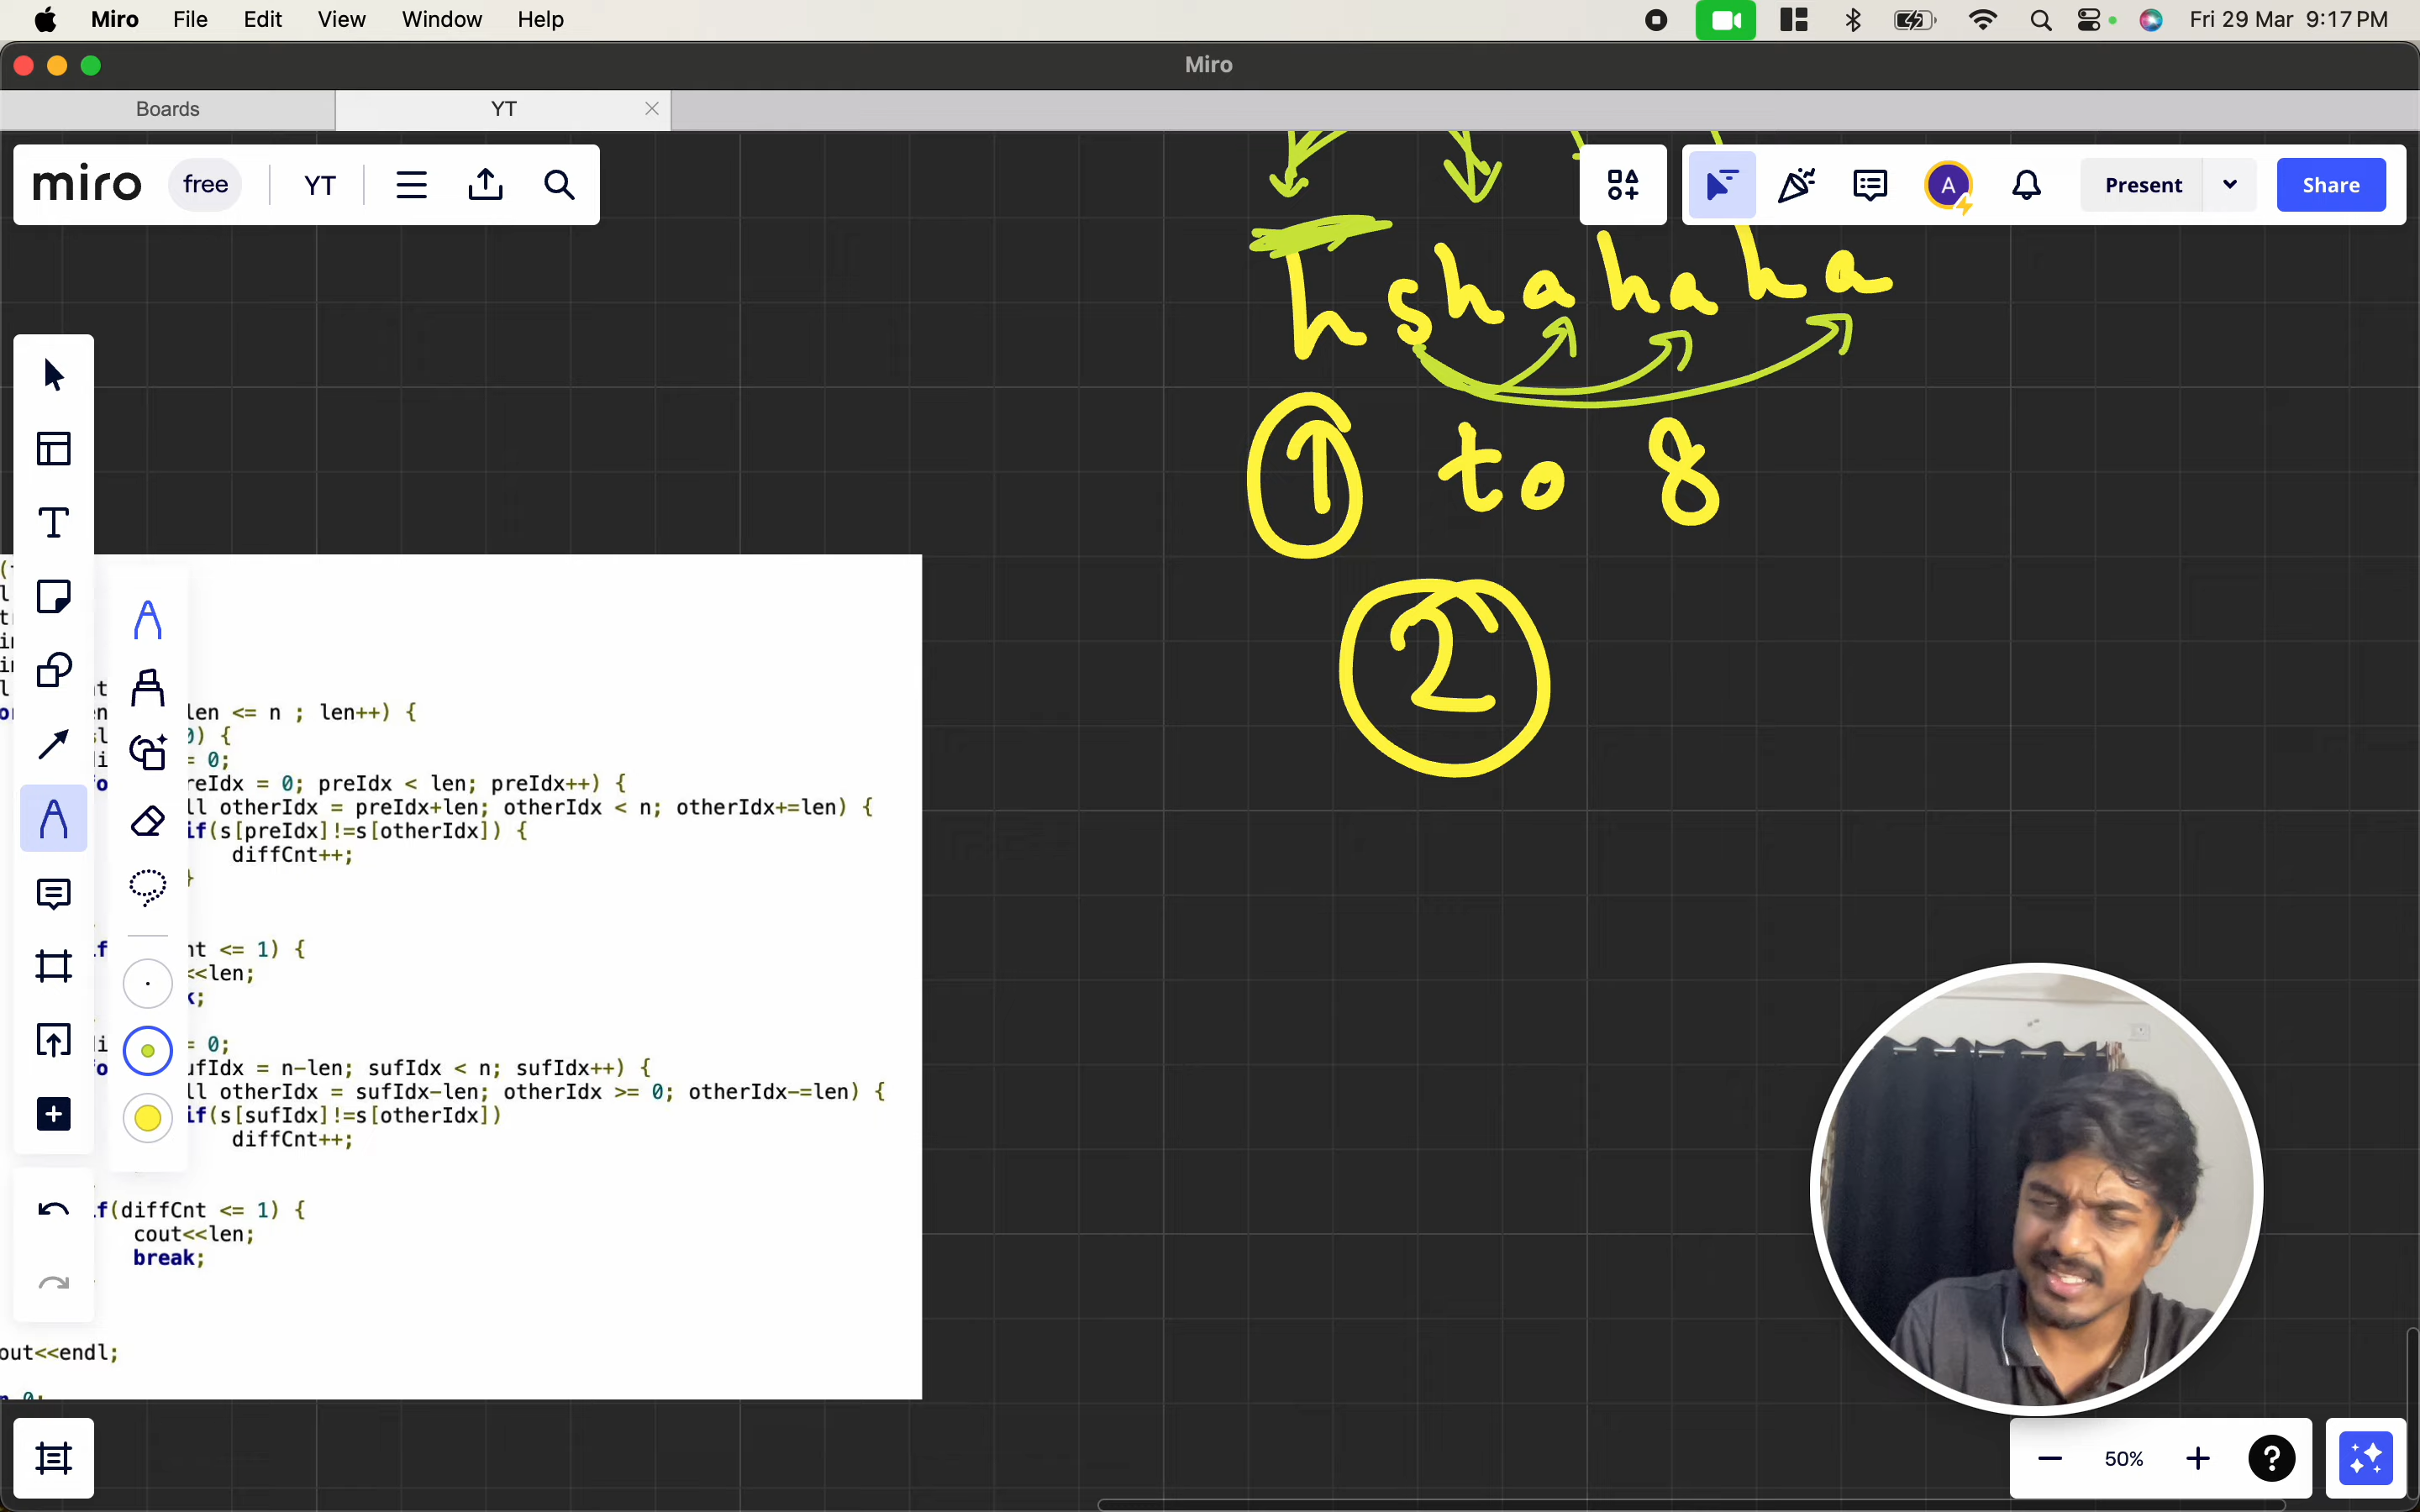 Miro File Edit View Window Help Fri 29 Mar 9:17 PM
Miro
Boards YT
miro free YT A Present Share
hshahaha
1 to 8
2
len <= n ; len++) {
0) {
= 0;
reIdx = 0; preIdx < len; preIdx++) {
ll otherIdx = preIdx+len; otherIdx < n; otherIdx+=len) {
if(s[preIdx]!=s[otherIdx]) {
diffCnt++;
}
nt <= 1) {
<<len;
k;
= 0;
ufIdx = n-len; sufIdx < n; sufIdx++) {
ll otherIdx = sufIdx-len; otherIdx >= 0; otherIdx-=len) {
if(s[sufIdx]!=s[otherIdx])
diffCnt++;
f(diffCnt <= 1) {
cout<<len;
break;
out<<endl;
50%